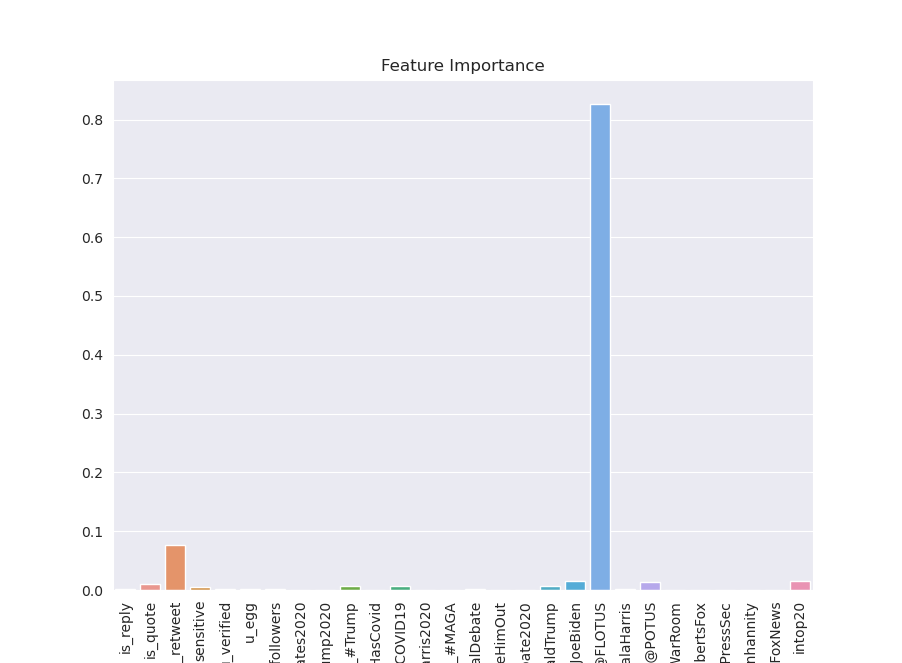 Feature Importance
0.8
0.7
0.6
0.5
0.4
0.3
0.2
0.1
0.0
is_reply
is_quote
_retweet
sensitive
_verified
u_egg
followers
ates2020
ump2020
_#Trump
HasCovid
COVID19
arris2020
_#MAGA
alDebate
eHimOut
bate2020
aldTrump
JoeBiden
@FLOTUS
alaHarris
@POTUS
WarRoom
bertsFox
PressSec
nhannity
FoxNews
intop20